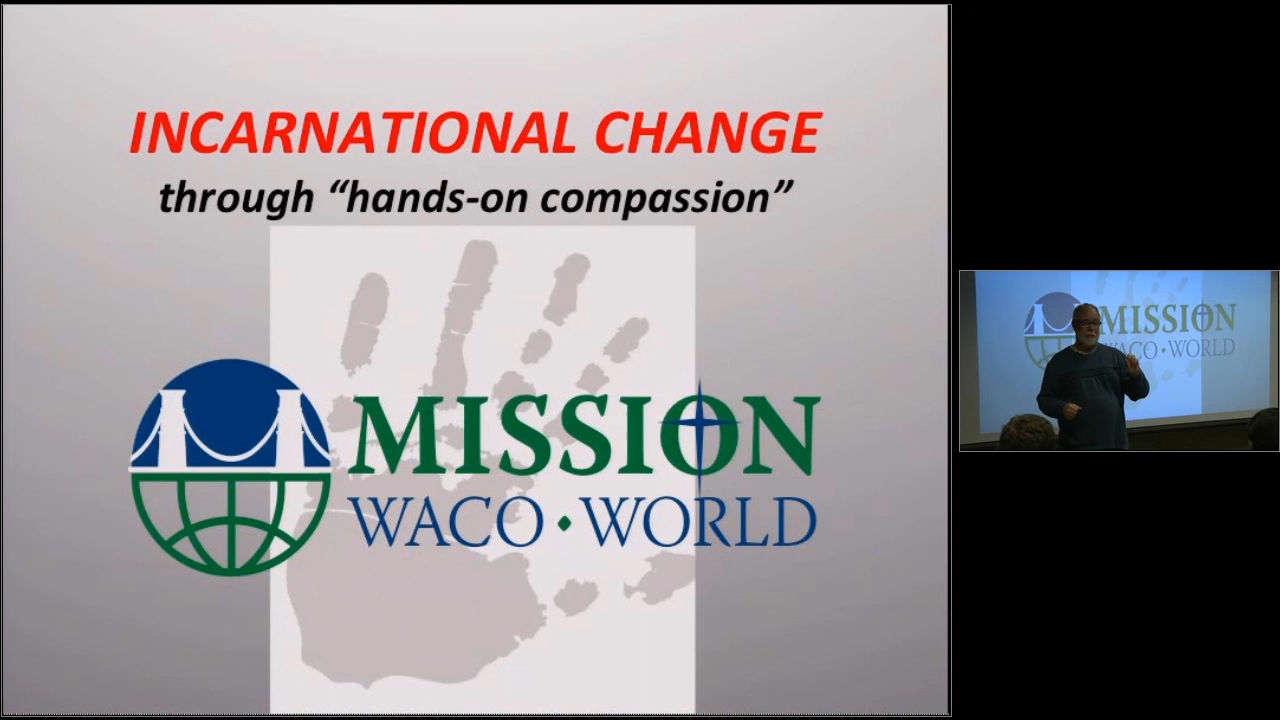 INCARNATIONAL CHANGE
through “hands-on compassion”
MISSION
WACO · WORLD
MISSION
WACO · WORLD